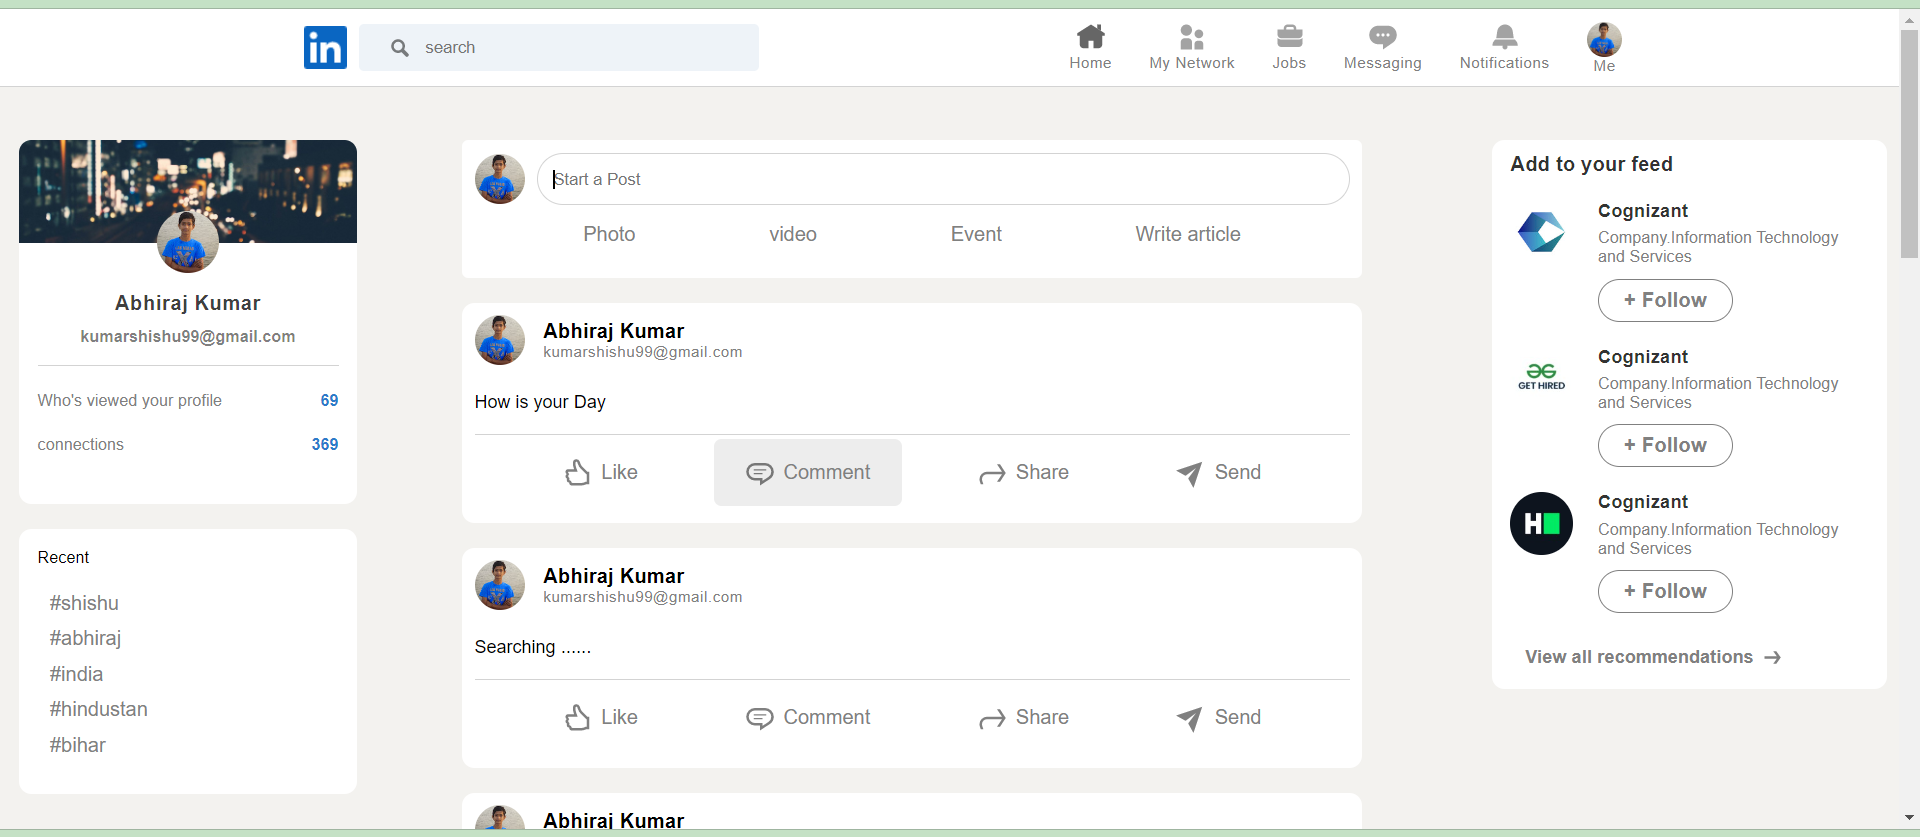 in
search
Home
My Network
Jobs
Messaging
Notifications
Me
Abhiraj Kumar
kumarshishu99@gmail.com
Who's viewed your profile 69
connections 369
Recent
#shishu
#abhiraj
#india
#hindustan
#bihar
Start a Post
Photo
video
Event
Write article
Abhiraj Kumar
kumarshishu99@gmail.com
How is your Day
Like
Comment
Share
Send
Abhiraj Kumar
kumarshishu99@gmail.com
Searching ......
Like
Comment
Share
Send
Abhiraj Kumar
Add to your feed
Cognizant
Company.Information Technology
and Services
+ Follow
GET HIRED
Cognizant
Company.Information Technology
and Services
+ Follow
H
Cognizant
Company.Information Technology
and Services
+ Follow
View all recommendations